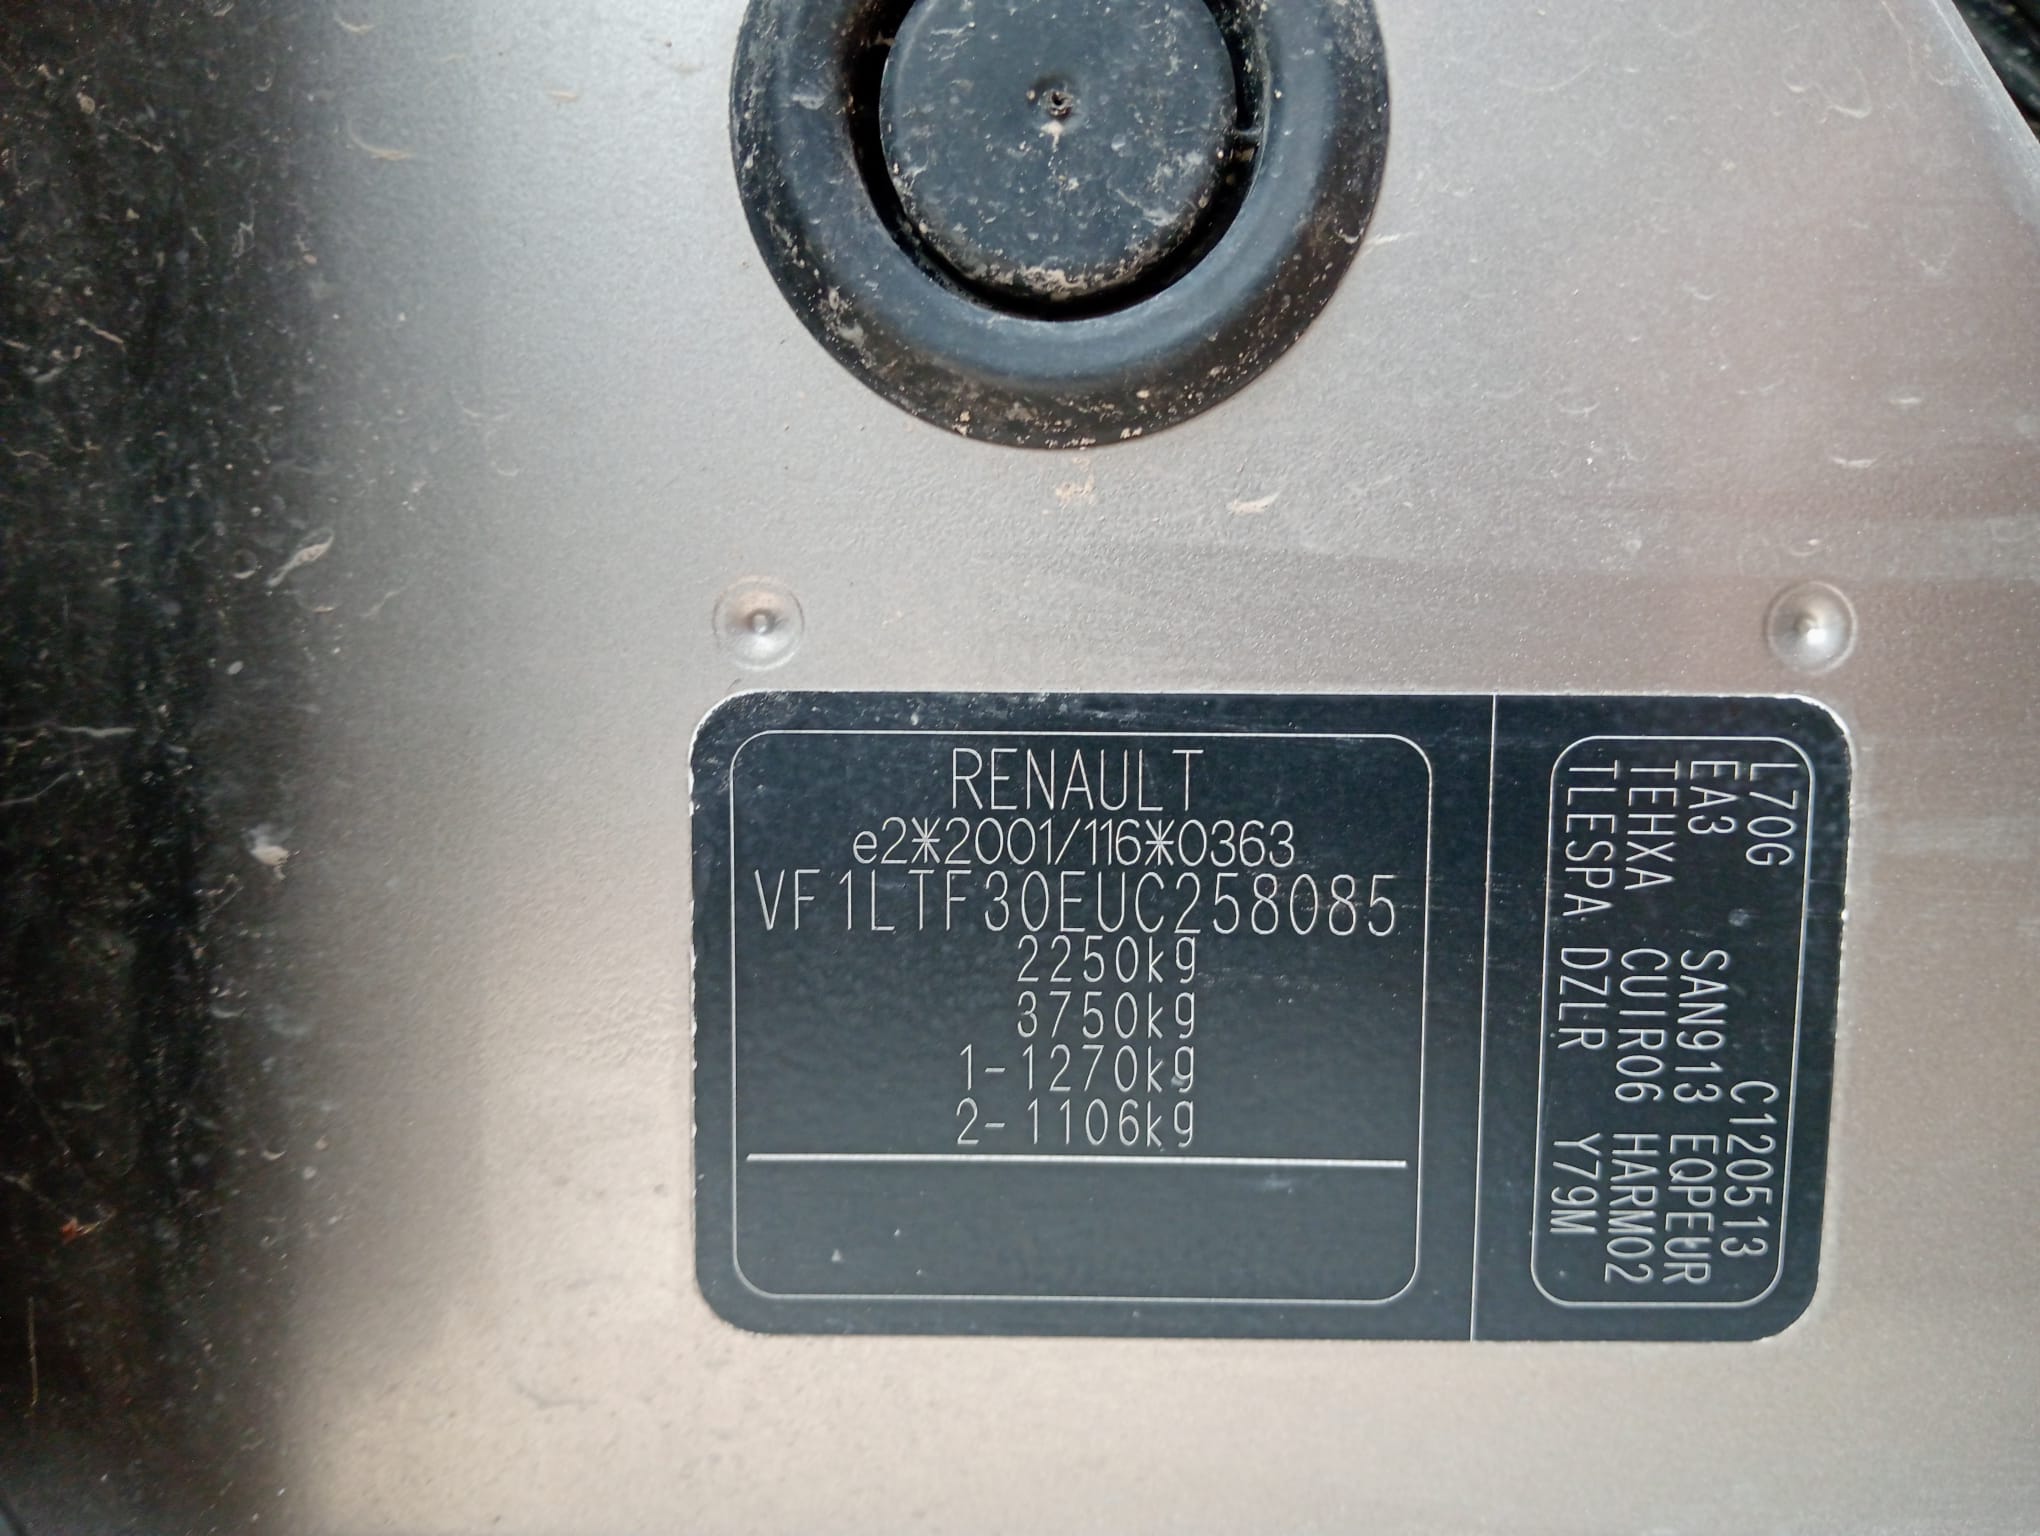 RENAULT
e2*2001/116*0363
VF1LTF30EUC258085
2250kg
3750kg
1-1270kg
2-1106kg
L70G C120513
EA3 SAN913 EQPEUR
TEHXA CUIR06 HARM02
TLESPA DZLR Y79M